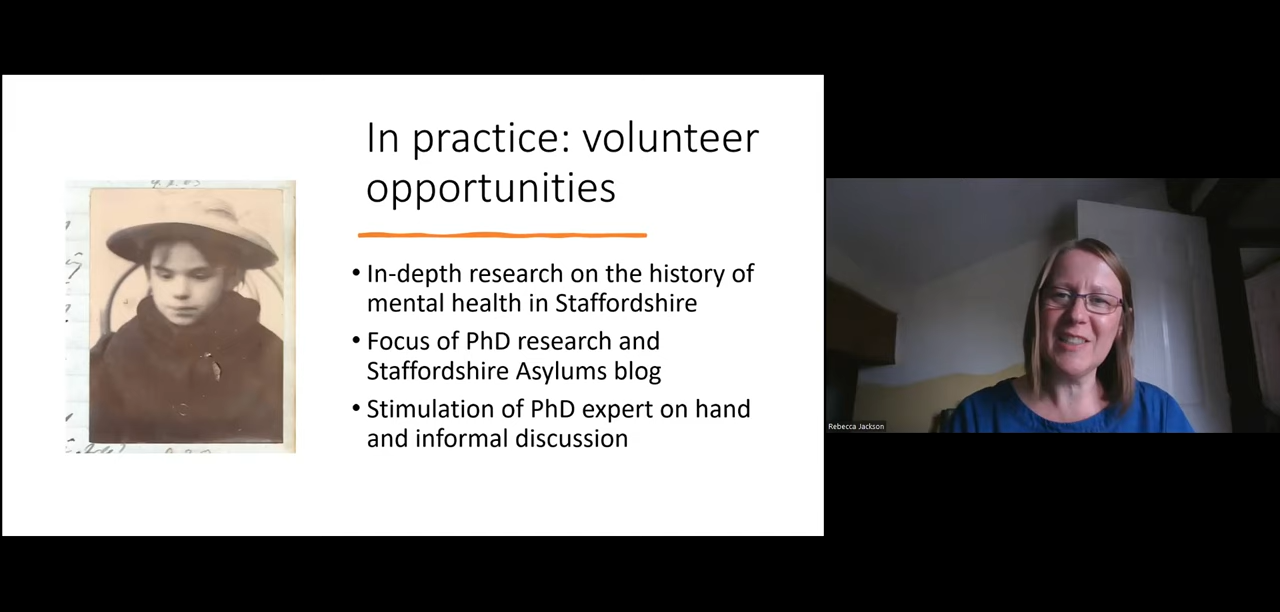 In practice: volunteer
opportunities
• In-depth research on the history of
mental health in Staffordshire
• Focus of PhD research and
Staffordshire Asylums blog
• Stimulation of PhD expert on hand
and informal discussion
Rebecca Jackson